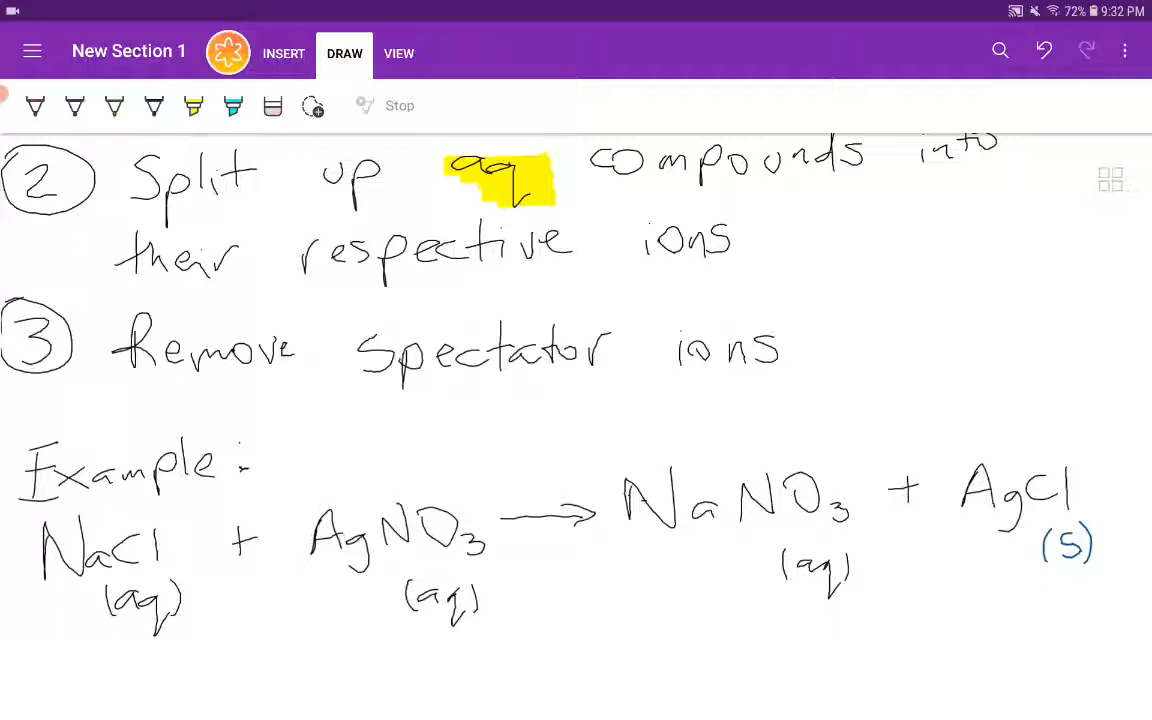 72% 9:32 PM
New Section 1 INSERT DRAW VIEW
Stop
2 Split up aq compounds into
their respective ions
3 Remove spectator ions
Example:
NaCl + AgNO3 → NaNO3 + AgCl
(aq) (aq) (aq) (s)